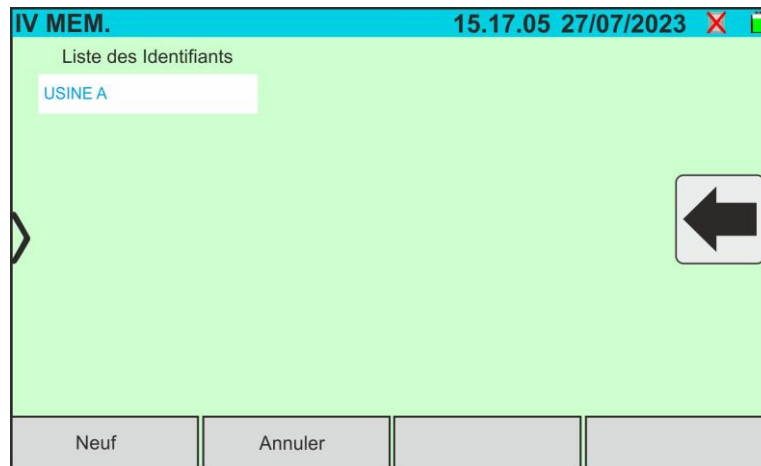 IV MEM. 15.17.05 27/07/2023
Liste des Identifiants
USINE A
Neuf Annuler